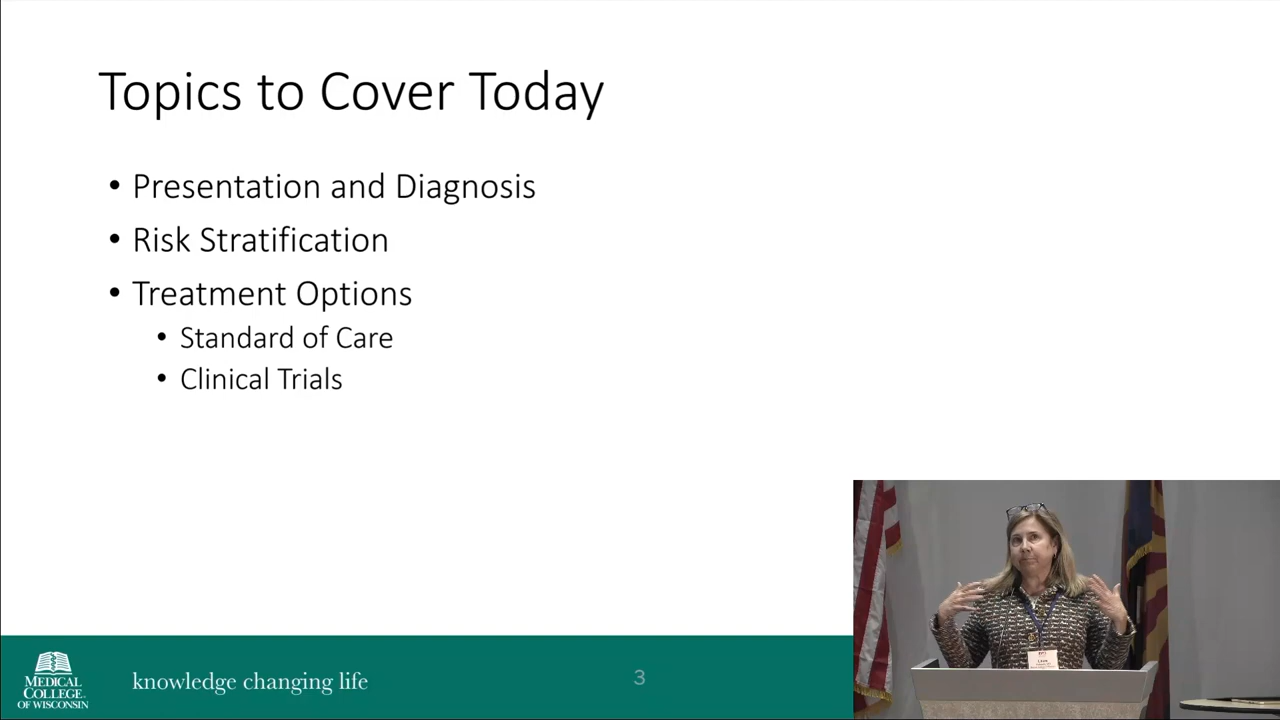 Topics to Cover Today
• Presentation and Diagnosis
• Risk Stratification
• Treatment Options
• Standard of Care
• Clinical Trials
MEDICAL
COLLEGE
OF WISCONSIN
knowledge changing life
3